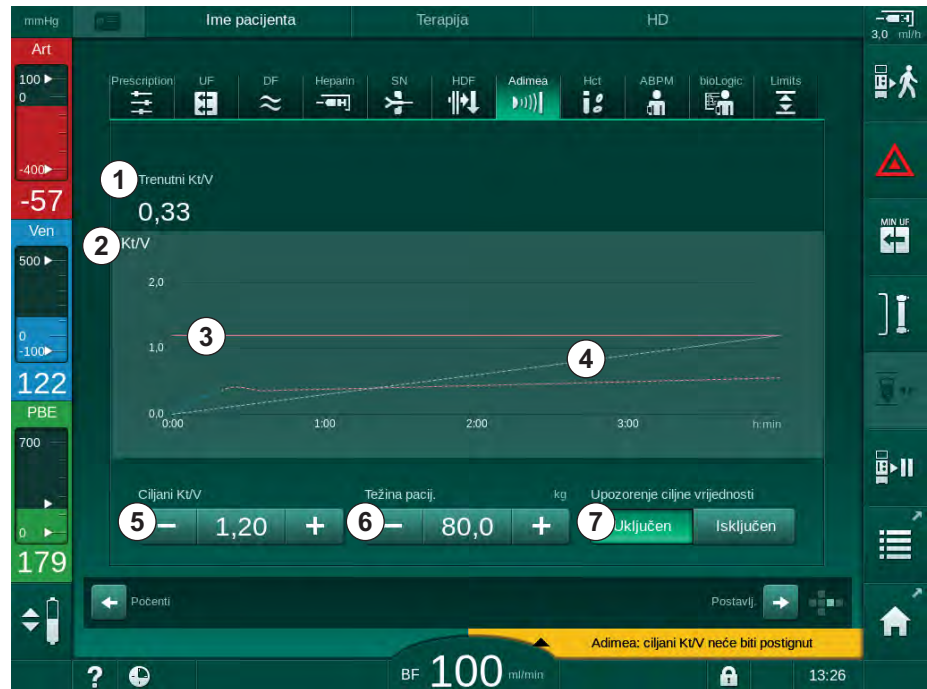 mmHg
Ime pacijenta
Terapija
HD
3,0 ml/h
Art
100
0
-400
-57
Ven
500
0
-100
122
PBE
700
0
179
Prescription
UF
DF
Heparin
SN
HDF
Adimea
Hct
ABPM
bioLogic
Limits
1
Trenutni Kt/V
0,33
2
Kt/V
2,0
1,0
0,0
3
4
0:00
1:00
2:00
3:00
h:min
Ciljani Kt/V
5
1,20
Težina pacij.
kg
6
80,0
Upozorenje ciljne vrijednosti
7
Uključen
Isključen
Početni
Postavlj.
Adimea: ciljani Kt/V neće biti postignut
BF 100 ml/min
?
13:26
MIN UF